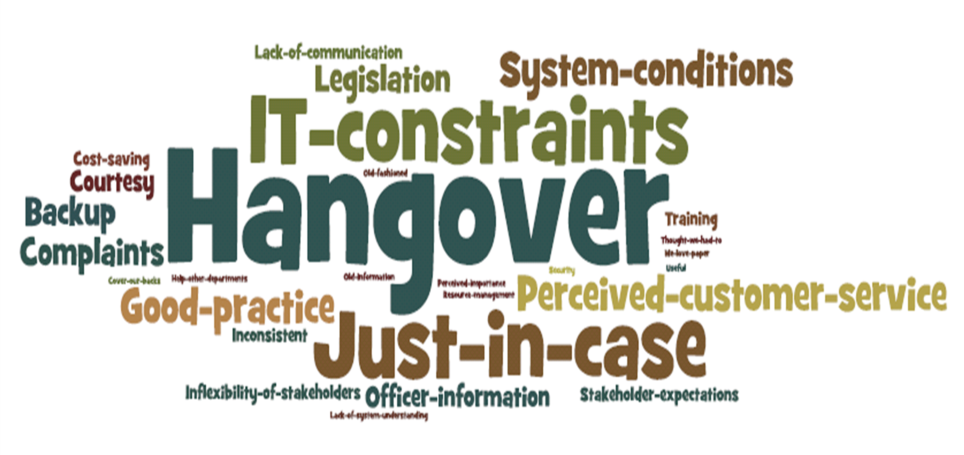 Lack-of-communication
Legislation
System-conditions
IT-constraints
Cost-saving
Old-fashioned
Courtesy
Hangover
Backup
Training
Complaints
Thought-we-had-to
We-love-paper
Useful
Cover-our-backs
Help-other-departments
Old-information
Security
Perceived-importance
Resource-management
Perceived-customer-service
Good-practice
Inconsistent
Just-in-case
Inflexibility-of-stakeholders
Officer-information
Stakeholder-expectations
Lack-of-system-understanding